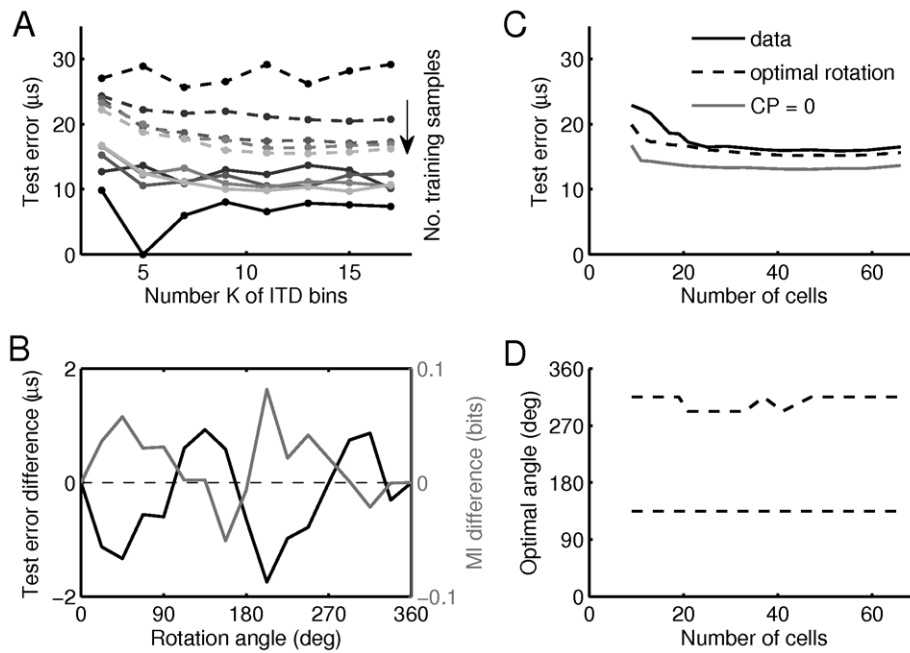 A
Test error (μs)
30
20
10
0
5
10
15
Number K of ITD bins
No. training samples
C
Test error (μs)
30
20
10
0
0
20
40
60
Number of cells
data
optimal rotation
CP = 0
B
Test error difference (μs)
2
0
−2
0
90
180
270
360
Rotation angle (deg)
0.1
0
−0.1
MI difference (bits)
D
Optimal angle (deg)
360
270
180
90
0
0
20
40
60
Number of cells